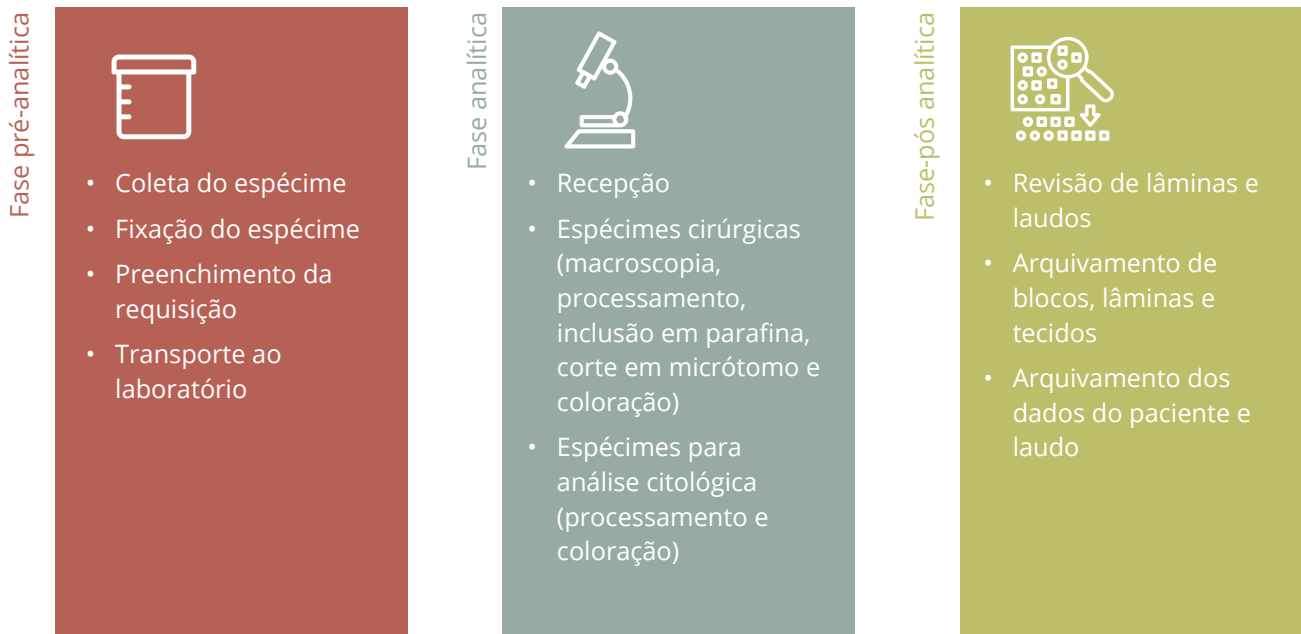 Fase pré-analítica
• Coleta do espécime
• Fixação do espécime
• Preenchimento da
requisição
• Transporte ao
laboratório
Fase analítica
• Recepção
• Espécimes cirúrgicas
(macroscopia,
processamento,
inclusão em parafina,
corte em micrótomo e
coloração)
• Espécimes para
análise citológica
(processamento e
coloração)
Fase-pós analítica
• Revisão de lâminas e
laudos
• Arquivamento de
blocos, lâminas e
tecidos
• Arquivamento dos
dados do paciente e
laudo